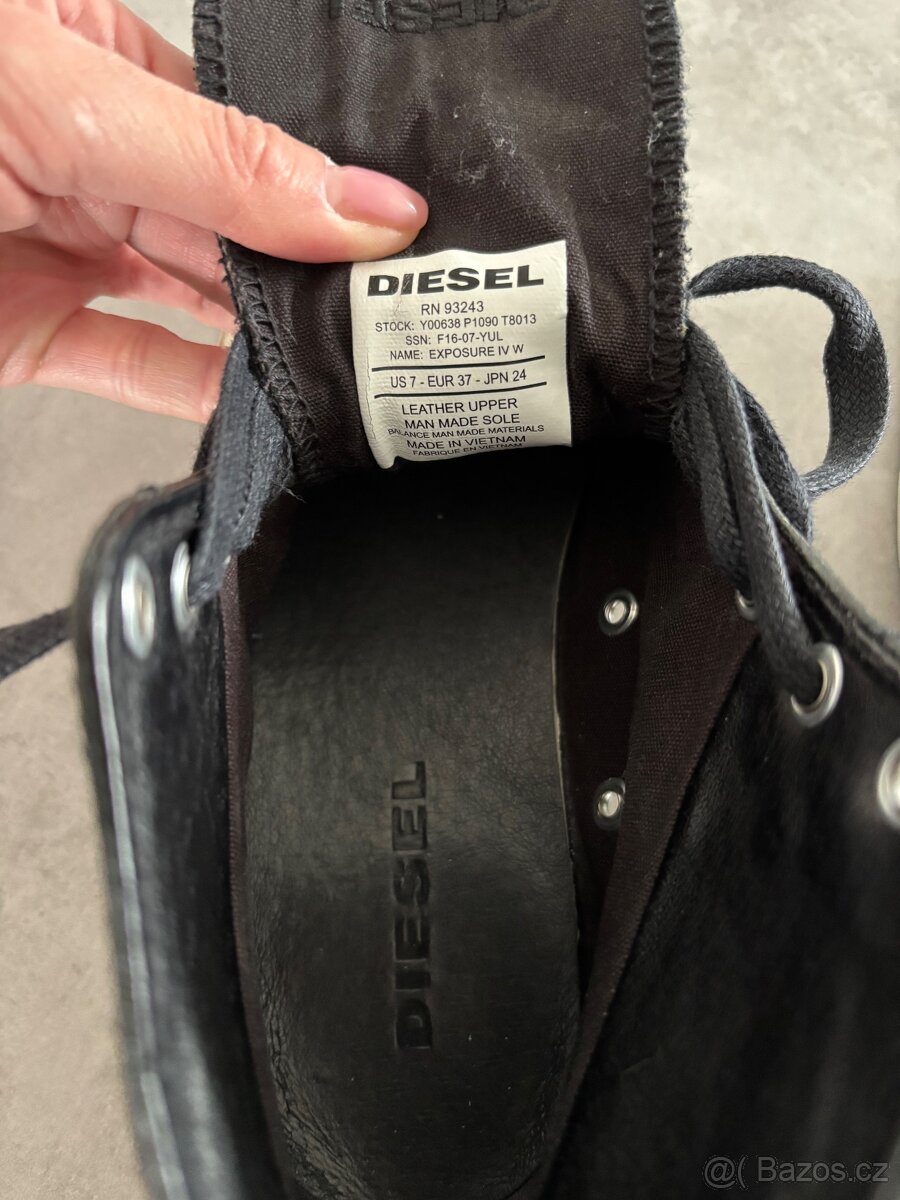 DIESEL
DIESEL
RN 93243
STOCK: Y00638 P1090 T8013
SSN: F16-07-YUL
NAME: EXPOSURE IV W
US 7 - EUR 37 - JPN 24
LEATHER UPPER
MAN MADE SOLE
BALANCE MAN MADE MATERIALS
MADE IN VIETNAM
FABRIQUE EN VIETNAM
DIESEL
@( Bazos.cz